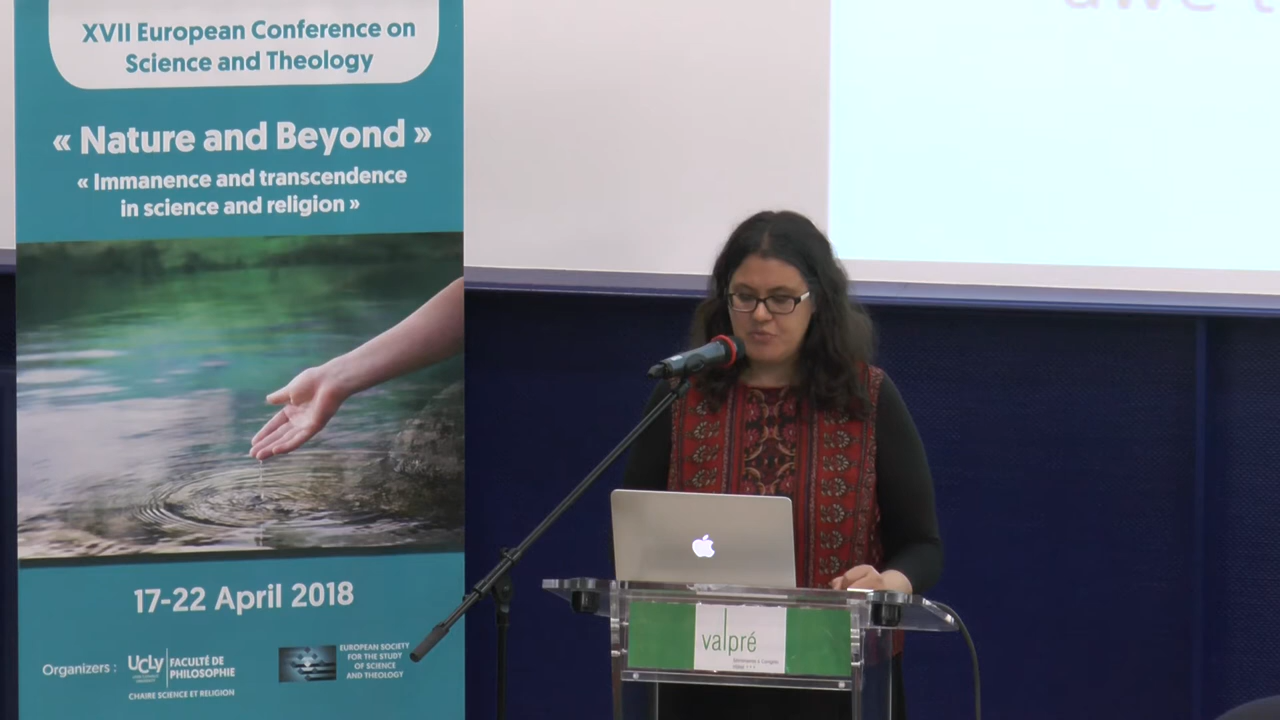 XVII European Conference on
Science and Theology
« Nature and Beyond »
« Immanence and transcendence
in science and religion »
17-22 April 2018
Organizers :
UCLy
FACULTÉ DE
PHILOSOPHIE
CHAIRE SCIENCE ET RELIGION
EUROPEAN SOCIETY
FOR THE STUDY
OF SCIENCE
AND THEOLOGY
valpré